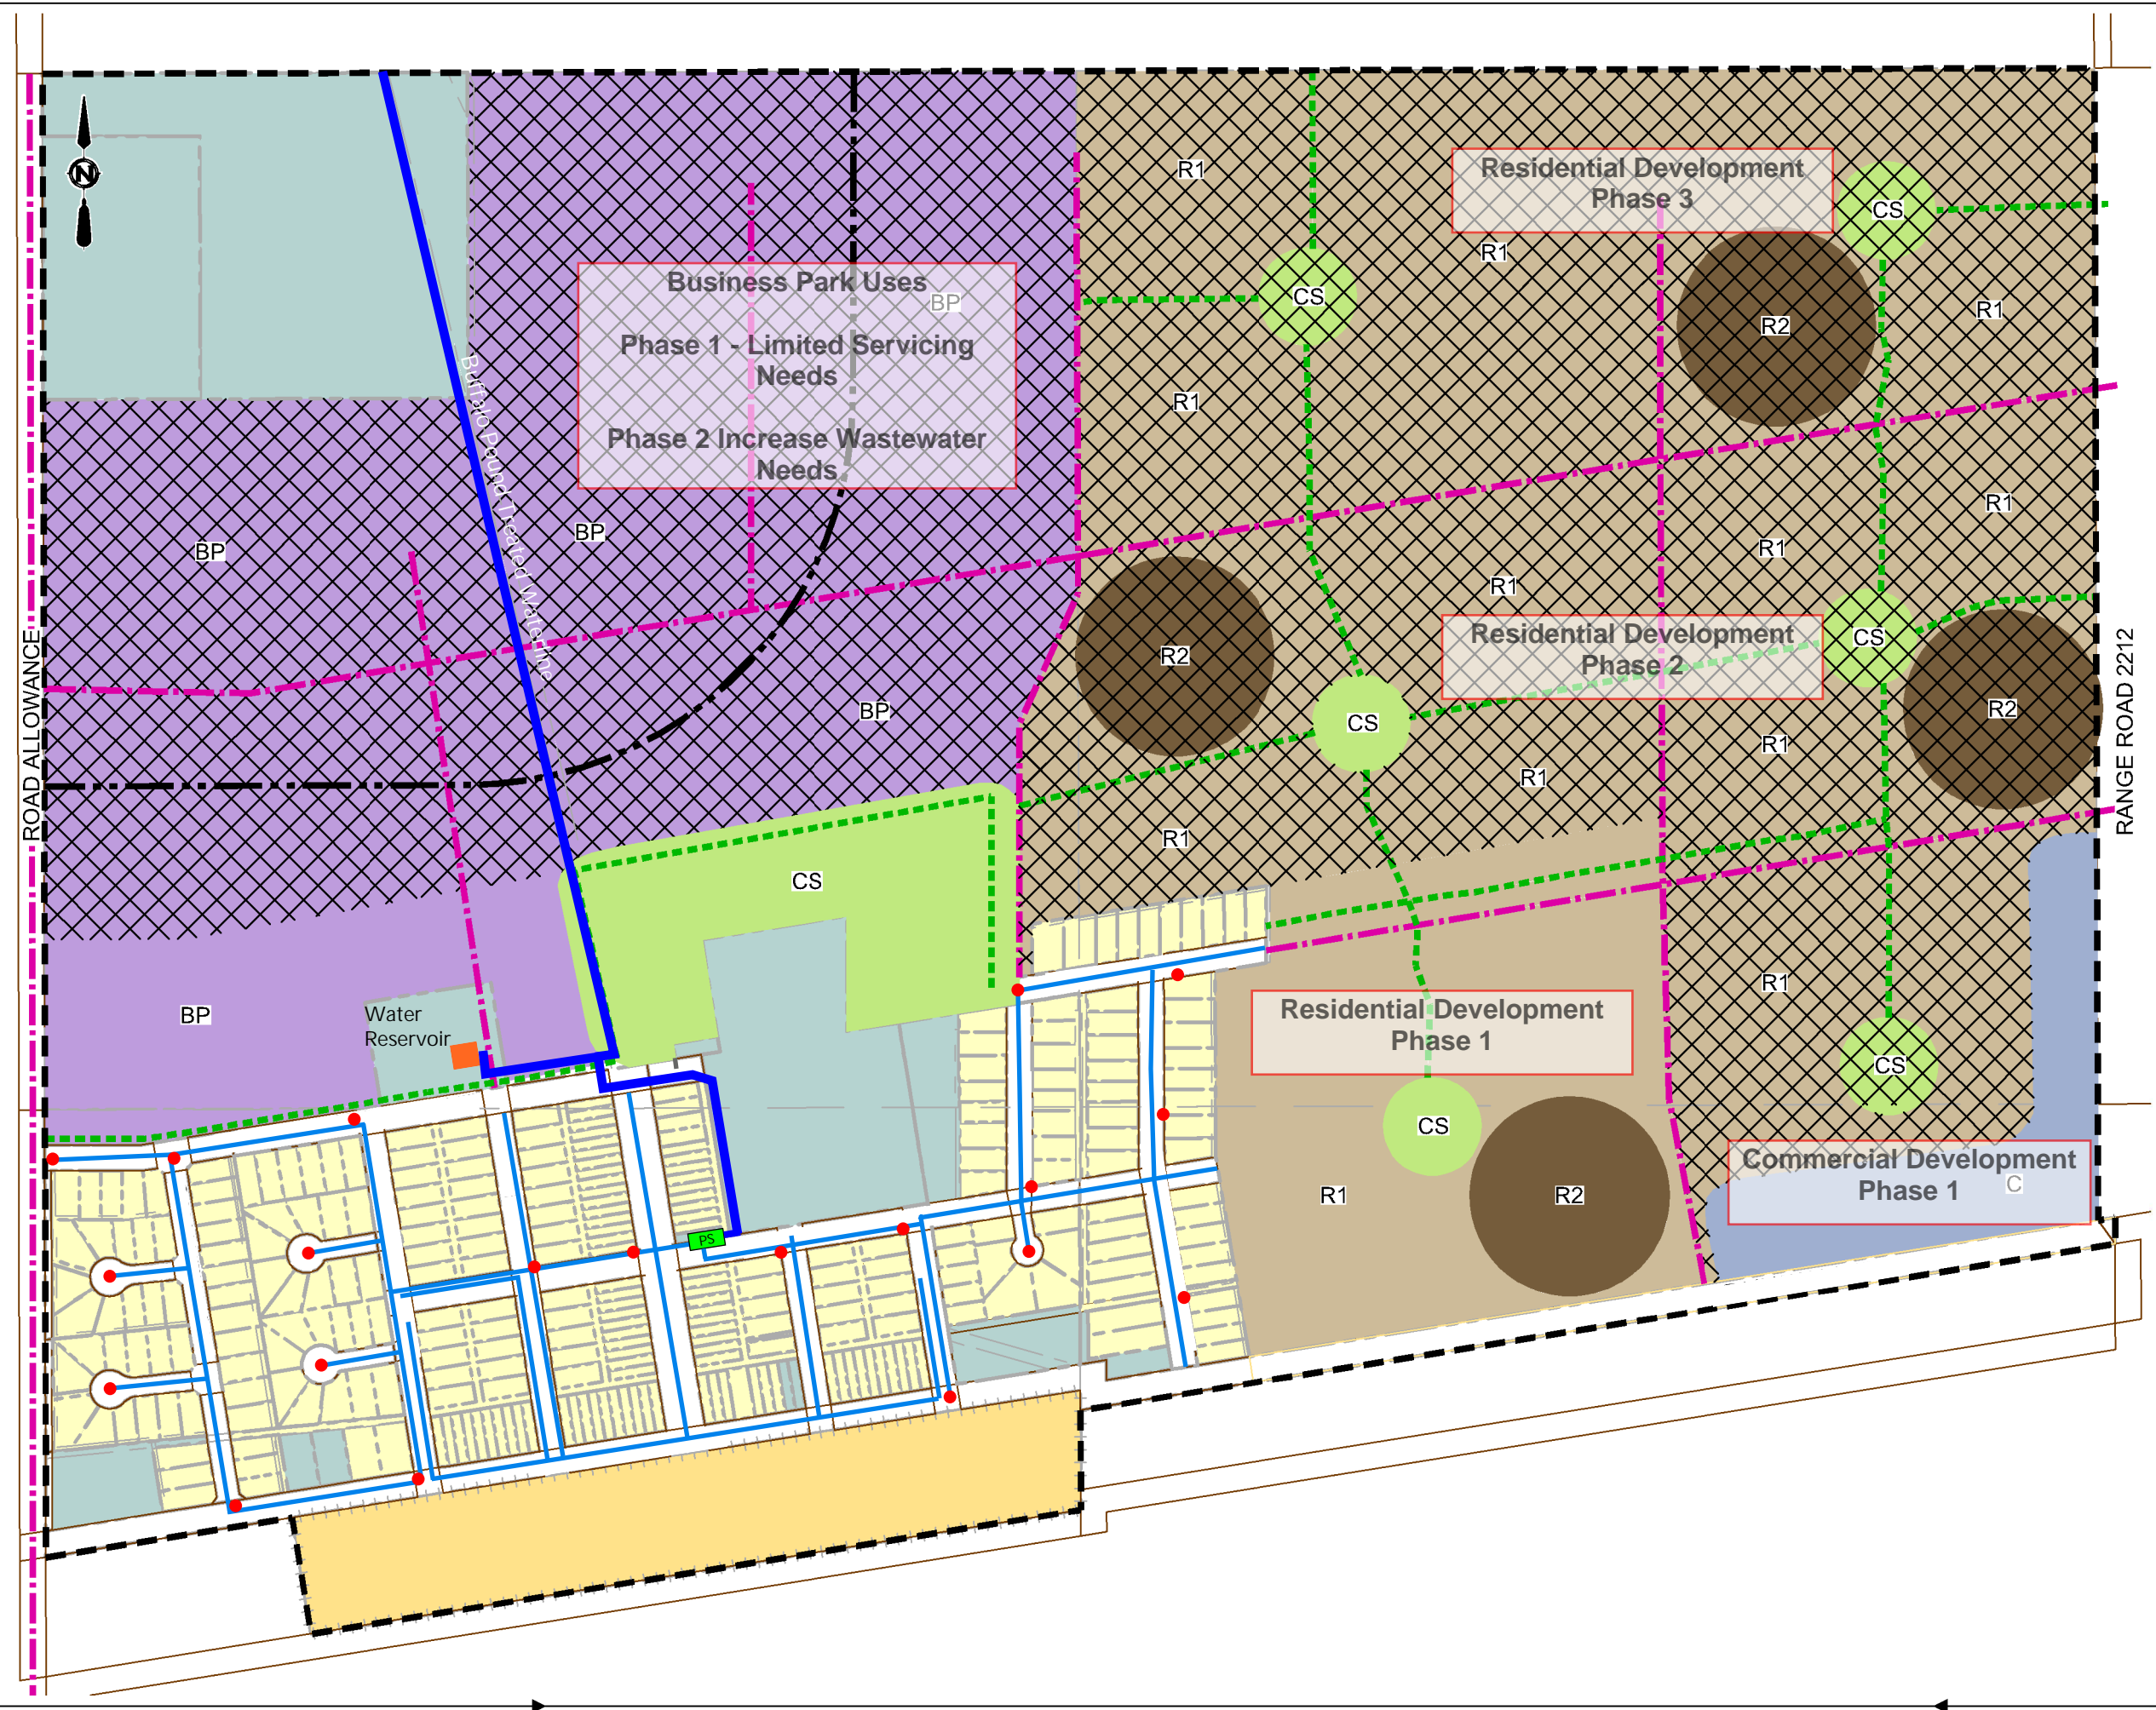 N
R1
Residential Development
Phase 3
CS
R1
Business Park Uses
BP
CS
R1
R2
Phase 1 - Limited Servicing
Needs
R1
Phase 2 Increase Wastewater
Needs
Buffalo Pound Treated Waterline
R1
BP
BP
R1
R1
Residential Development
Phase 2
CS
R2
ROAD ALLOWANCE
RANGE ROAD 2212
BP
CS
R2
R1
R1
R1
CS
R1
BP
Water
Reservoir
Residential Development
Phase 1
CS
CS
Commercial Development
Phase 1
C
R1
R2
PS